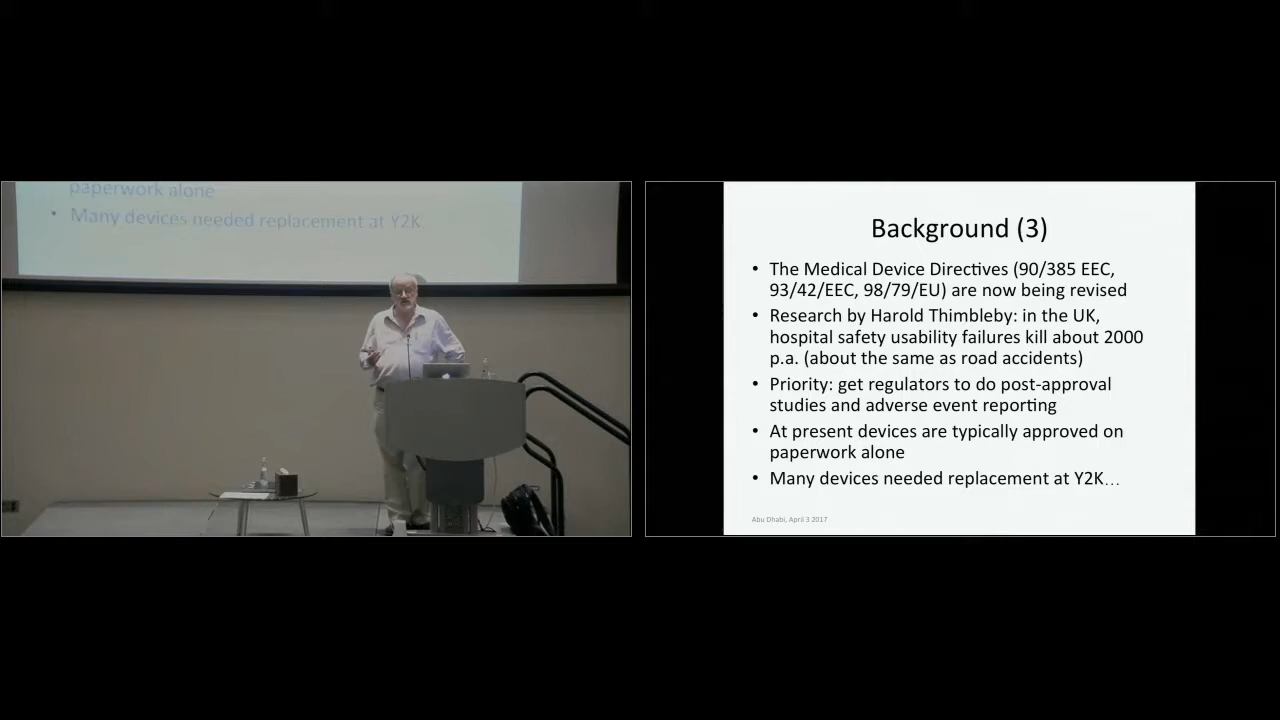 paperwork alone
• Many devices needed replacement at Y2K
Background (3)
• The Medical Device Directives (90/385 EEC,
93/42/EEC, 98/79/EU) are now being revised
• Research by Harold Thimbleby: in the UK,
hospital safety usability failures kill about 2000
p.a. (about the same as road accidents)
• Priority: get regulators to do post-approval
studies and adverse event reporting
• At present devices are typically approved on
paperwork alone
• Many devices needed replacement at Y2K...
Abu Dhabi, April 3 2017